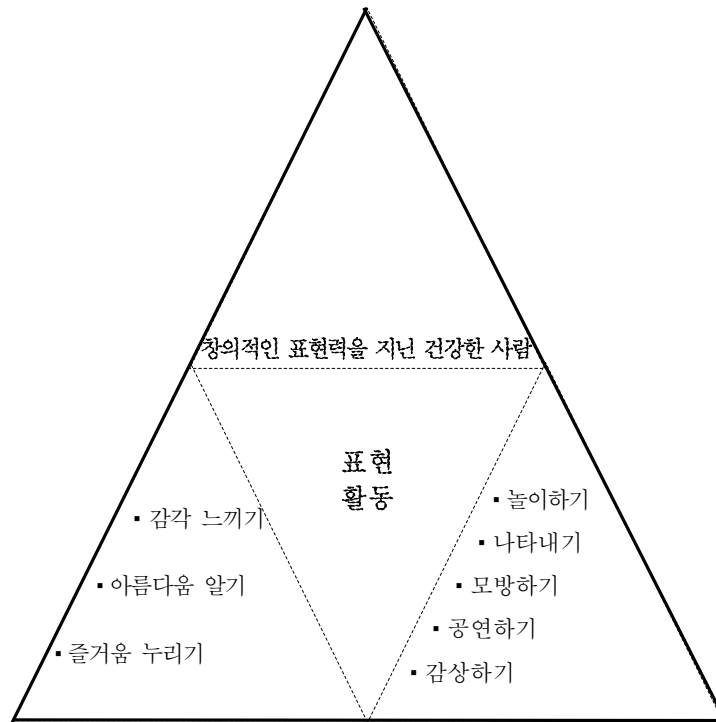 창의적인 표현력을 지닌 건강한 사람
표현
활동
▪ 감각 느끼기
▪ 아름다움 알기
▪ 즐거움 누리기
▪ 놀이하기
▪ 나타내기
▪ 모방하기
▪ 공연하기
▪ 감상하기